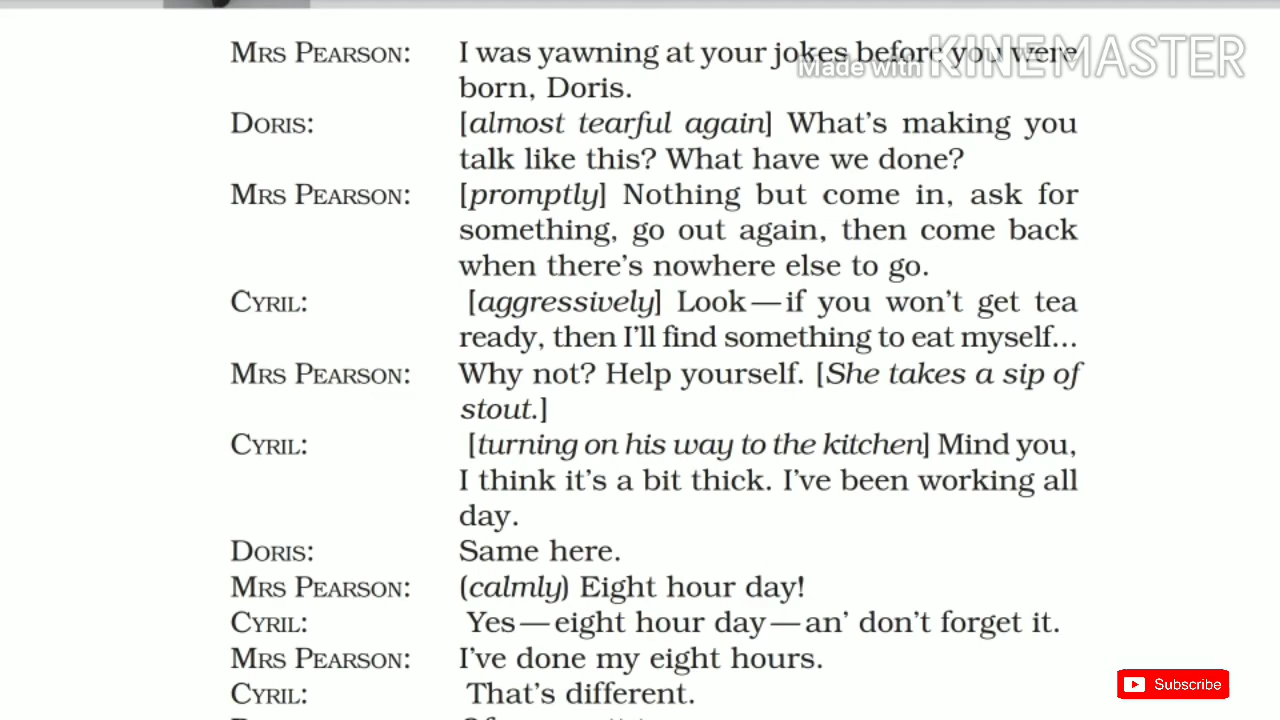 MRS PEARSON: I was yawning at your jokes before you were
Made with KINEMASTER
born, Doris.
DORIS: [almost tearful again] What's making you
talk like this? What have we done?
MRS PEARSON: [promptly] Nothing but come in, ask for
something, go out again, then come back
when there's nowhere else to go.
CYRIL: [aggressively] Look—if you won't get tea
ready, then I'll find something to eat myself...
MRS PEARSON: Why not? Help yourself. [She takes a sip of
stout.]
CYRIL: [turning on his way to the kitchen] Mind you,
I think it's a bit thick. I've been working all
day.
DORIS: Same here.
MRS PEARSON: (calmly) Eight hour day!
CYRIL: Yes—eight hour day—an' don't forget it.
MRS PEARSON: I've done my eight hours.
CYRIL: That's different.
Subscribe